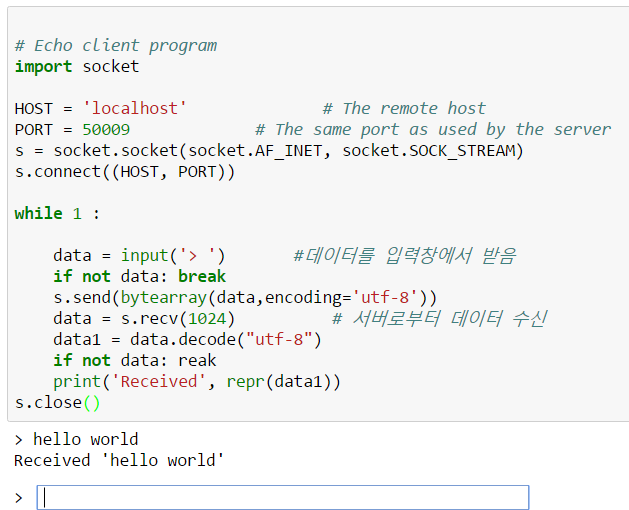 # Echo client program
import socket
HOST = 'localhost' # The remote host
PORT = 50009 # The same port as used by the server
s = socket.socket(socket.AF_INET, socket.SOCK_STREAM)
s.connect((HOST, PORT))
while 1 :
data = input('> ') #데이터를 입력창에서 받음
if not data: break
s.send(bytearray(data,encoding='utf-8'))
data = s.recv(1024) # 서버로부터 데이터 수신
data1 = data.decode("utf-8")
if not data: reak
print('Received', repr(data1))
s.close()
> hello world
Received 'hello world'
>